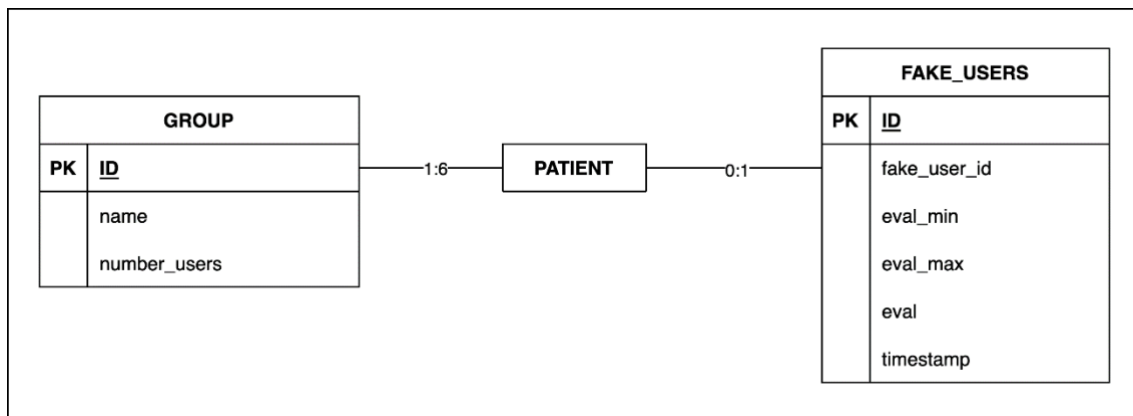 GROUP
PK ID
name
number_users
1:6
PATIENT
0:1
FAKE_USERS
PK ID
fake_user_id
eval_min
eval_max
eval
timestamp